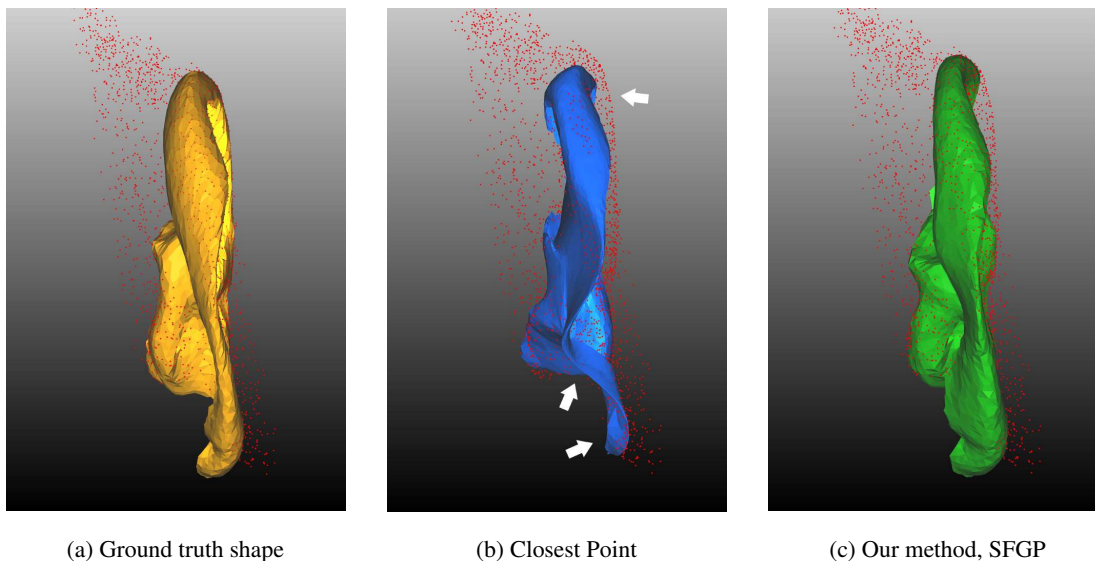 (a) Ground truth shape
(b) Closest Point
(c) Our method, SFGP